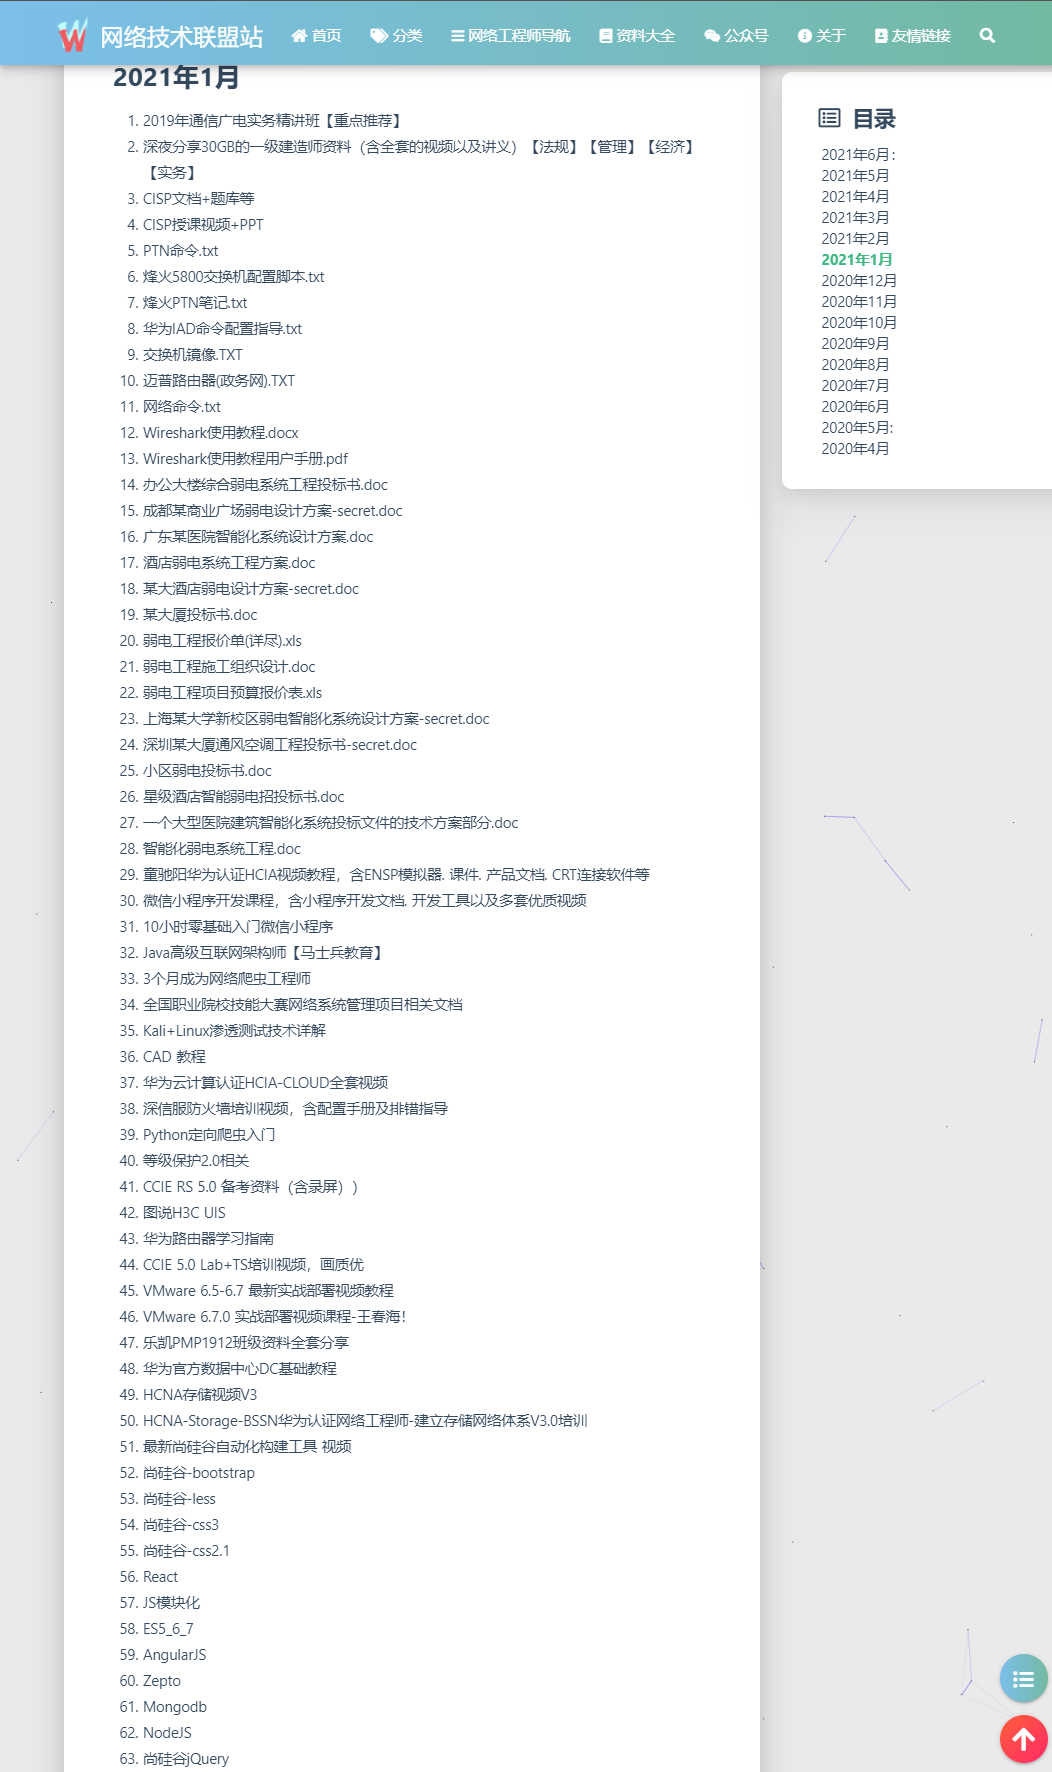 网络技术联盟站 首页 分类 网络工程师导航 资料大全 公众号 关于 友情链接
2021年1月
1. 2019年通信广电实务精讲班【重点推荐】
2. 深夜分享30GB的一级建造师资料（含全套的视频以及讲义）【法规】【管理】【经济】
【实务】
3. CISP文档+题库等
4. CISP授课视频+PPT
5. PTN命令.txt
6. 烽火5800交换机配置脚本.txt
7. 烽火PTN笔记.txt
8. 华为IAD命令配置指导.txt
9. 交换机镜像.TXT
10. 迈普路由器(政务网).TXT
11. 网络命令.txt
12. Wireshark使用教程.docx
13. Wireshark使用教程用户手册.pdf
14. 办公大楼综合弱电系统工程投标书.doc
15. 成都某商业广场弱电设计方案-secret.doc
16. 广东某医院智能化系统设计方案.doc
17. 酒店弱电系统工程方案.doc
18. 某大酒店弱电设计方案-secret.doc
19. 某大厦投标书.doc
20. 弱电工程报价单(详尽).xls
21. 弱电工程施工组织设计.doc
22. 弱电工程项目预算报价表.xls
23. 上海某大学新校区弱电智能化系统设计方案-secret.doc
24. 深圳某大厦通风空调工程投标书-secret.doc
25. 小区弱电投标书.doc
26. 星级酒店智能弱电招投标书.doc
27. 一个大型医院建筑智能化系统投标文件的技术方案部分.doc
28. 智能化弱电系统工程.doc
29. 童驰阳华为认证HCIA视频教程，含ENSP模拟器. 课件. 产品文档. CRT连接软件等
30. 微信小程序开发课程，含小程序开发文档. 开发工具以及多套优质视频
31. 10小时零基础入门微信小程序
32. Java高级互联网架构师【马士兵教育】
33. 3个月成为网络爬虫工程师
34. 全国职业院校技能大赛网络系统管理项目相关文档
35. Kali+Linux渗透测试技术详解
36. CAD 教程
37. 华为云计算认证HCIA-CLOUD全套视频
38. 深信服防火墙培训视频，含配置手册及排错指导
39. Python定向爬虫入门
40. 等级保护2.0相关
41. CCIE RS 5.0 备考资料（含录屏））
42. 图说H3C UIS
43. 华为路由器学习指南
44. CCIE 5.0 Lab+TS培训视频，画质优
45. VMware 6.5-6.7 最新实战部署视频教程
46. VMware 6.7.0 实战部署视频课程-王春海！
47. 乐凯PMP1912班级资料全套分享
48. 华为官方数据中心DC基础教程
49. HCNA存储视频V3
50. HCNA-Storage-BSSN华为认证网络工程师-建立存储网络体系V3.0培训
51. 最新尚硅谷自动化构建工具 视频
52. 尚硅谷-bootstrap
53. 尚硅谷-less
54. 尚硅谷-css3
55. 尚硅谷-css2.1
56. React
57. JS模块化
58. ES5_6_7
59. AngularJS
60. Zepto
61. Mongodb
62. NodeJS
63. 尚硅谷jQuery
目录
2021年6月：
2021年5月
2021年4月
2021年3月
2021年2月
2021年1月
2020年12月
2020年11月
2020年10月
2020年9月
2020年8月
2020年7月
2020年6月
2020年5月:
2020年4月